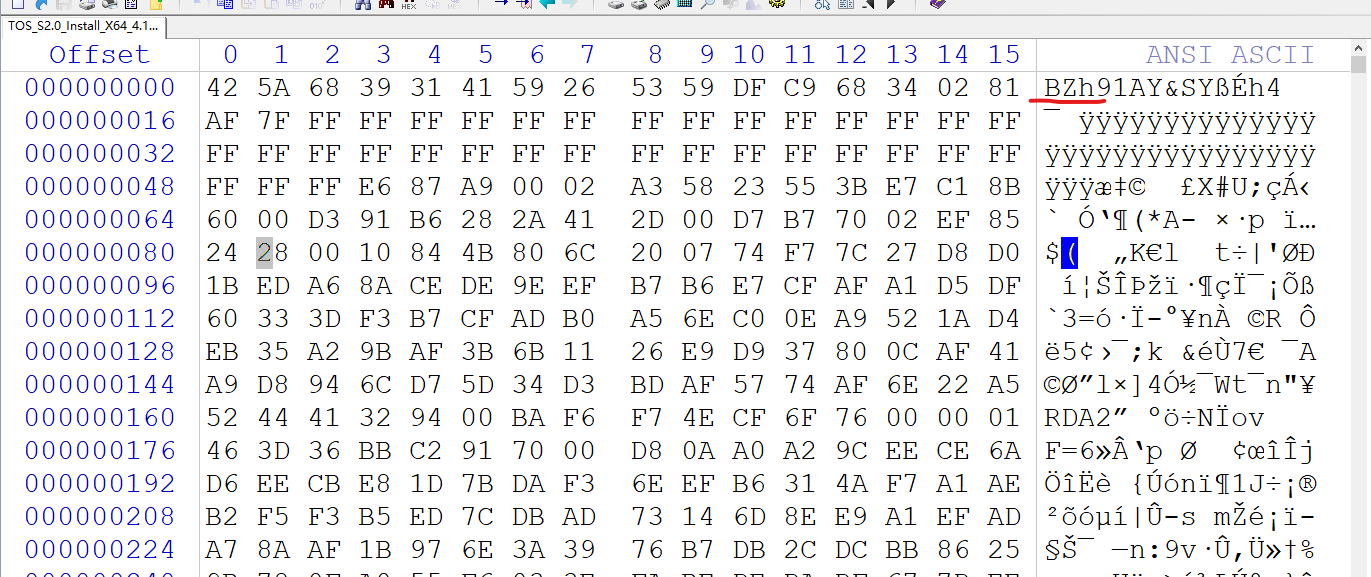 TOS_S2.0_Install_X64_4.1...
Offset 0 1 2 3 4 5 6 7 8 9 10 11 12 13 14 15 ANSI ASCII
000000000 42 5A 68 39 31 41 59 26 53 59 DF C9 68 34 02 81 BZh91AY&SYßÉh4
000000016 AF 7F FF FF FF FF FF FF FF FF FF FF FF FF FF FF ¯ ÿÿÿÿÿÿÿÿÿÿÿÿÿÿ
000000032 FF FF FF FF FF FF FF FF FF FF FF FF FF FF FF FF ÿÿÿÿÿÿÿÿÿÿÿÿÿÿÿÿ
000000048 FF FF FF E6 87 A9 00 02 A3 58 23 55 3B E7 C1 8B ÿÿÿæ‡© £X#U;çÁ‹
000000064 60 00 D3 91 B6 28 2A 41 2D 00 D7 B7 70 02 EF 85 ` Ó‘¶(*A- ×·p ï…
000000080 24 28 00 10 84 4B 80 6C 20 07 74 F7 7C 27 D8 D0 $( „K€l t÷|'ØÐ
000000096 1B ED A6 8A CE DE 9E EF B7 B6 E7 CF AF A1 D5 DF í¦ŠÎÞžï·¶çÏ¯¡Õß
000000112 60 33 3D F3 B7 CF AD B0 A5 6E C0 0E A9 52 1A D4 `3=ó·Ï-°¥nÀ ©R Ô
000000128 EB 35 A2 9B AF 3B 6B 11 26 E9 D9 37 80 0C AF 41 ë5¢›¯;k &éÙ7€ ¯A
000000144 A9 D8 94 6C D7 5D 34 D3 BD AF 57 74 AF 6E 22 A5 ©Ø”l×]4Ó½¯Wt¯n"¥
000000160 52 44 41 32 94 00 BA F6 F7 4E CF 6F 76 00 00 01 RDA2” ºö÷NÏov
000000176 46 3D 36 BB C2 91 70 00 D8 0A A0 A2 9C EE CE 6A F=6»Â‘p Ø ¢œîÎj
000000192 D6 EE CB E8 1D 7B DA F3 6E EF B6 31 4A F7 A1 AE ÖîËè {Úónï¶1J÷¡®
000000208 B2 F5 F3 B5 ED 7C DB AD 73 14 6D 8E E9 A1 EF AD ²õóµí|Û-s mŽé¡ï-
000000224 A7 8A AF 1B 97 6E 3A 39 76 B7 DB 2C DC BB 86 25 §Š¯ —n:9v·Û,Ü»†%